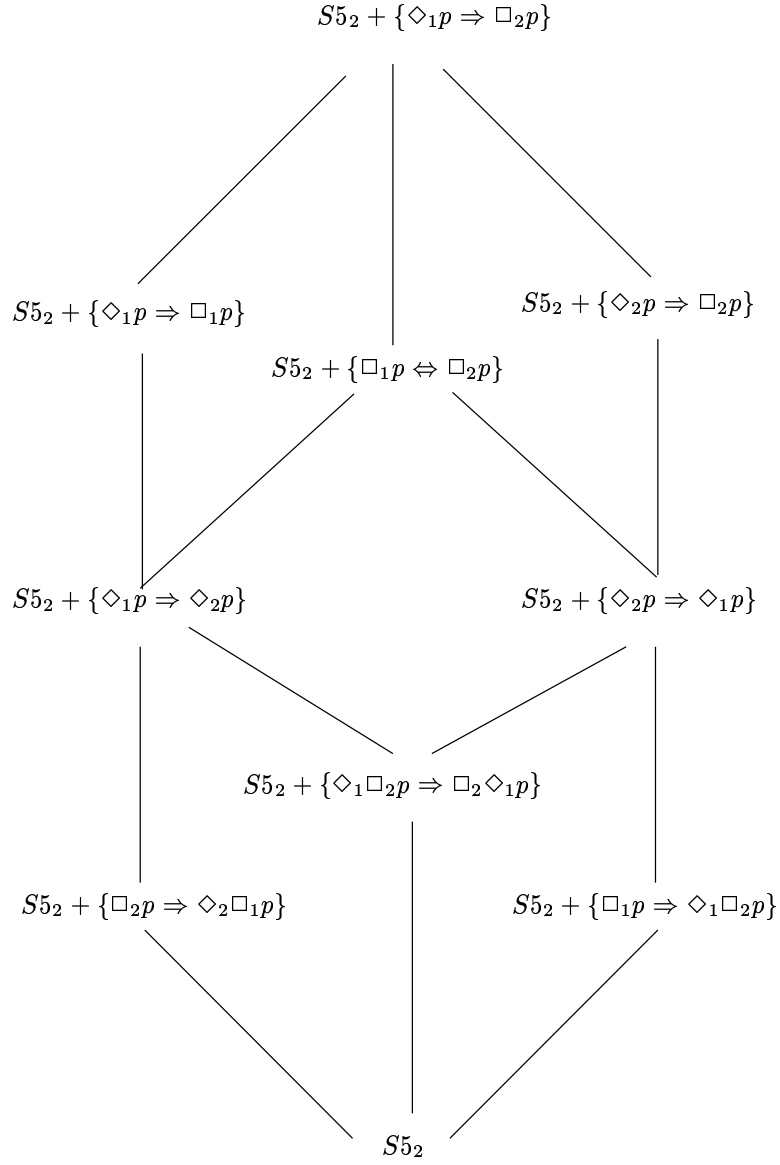 S5₂ + {◇₁p ⇒ □₂p}
S5₂ + {◇₁p ⇒ □₁p}
S5₂ + {◇₂p ⇒ □₂p}
S5₂ + {□₁p ⇔ □₂p}
S5₂ + {◇₁p ⇒ ◇₂p}
S5₂ + {◇₂p ⇒ ◇₁p}
S5₂ + {◇₁□₂p ⇒ □₂◇₁p}
S5₂ + {□₂p ⇒ ◇₂□₁p}
S5₂ + {□₁p ⇒ ◇₁□₂p}
S5₂